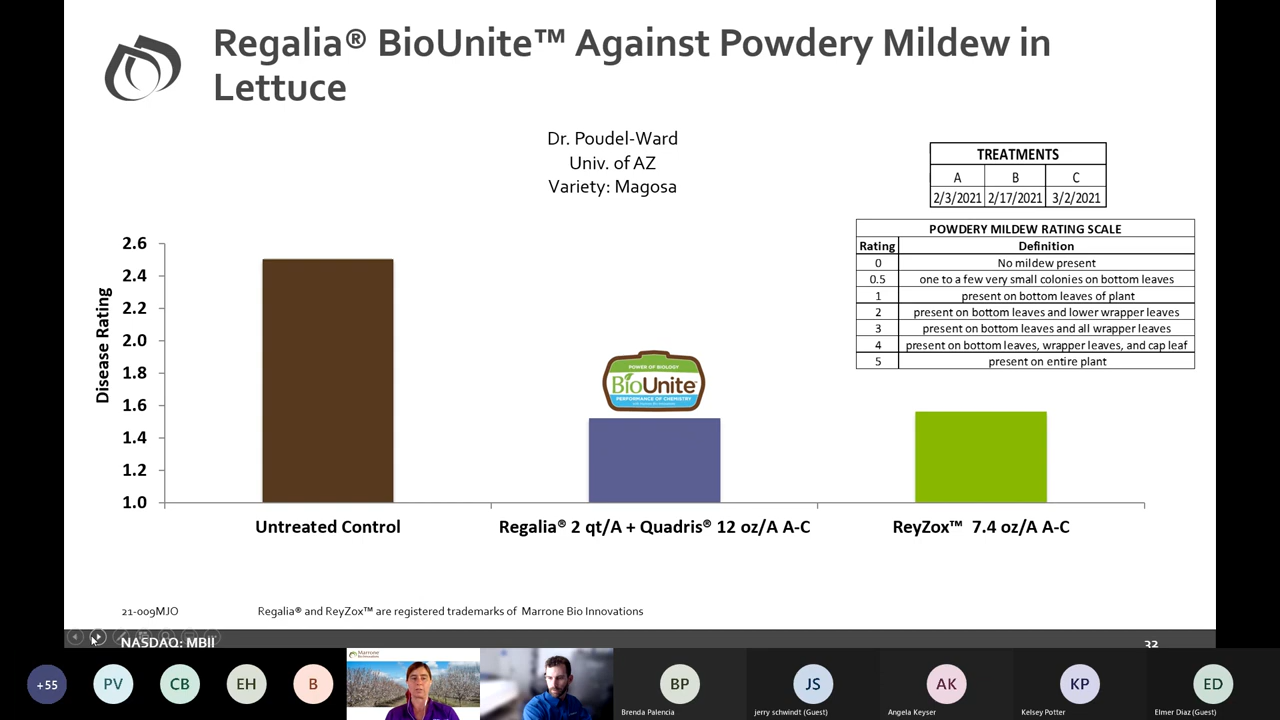 Regalia® BioUnite™ Against Powdery Mildew in
Lettuce
Dr. Poudel-Ward
Univ. of AZ
Variety: Magosa
TREATMENTS
A B C
2/3/2021 2/17/2021 3/2/2021
POWDERY MILDEW RATING SCALE
Rating Definition
0 No mildew present
0.5 one to a few very small colonies on bottom leaves
1 present on bottom leaves of plant
2 present on bottom leaves and lower wrapper leaves
3 present on bottom leaves and all wrapper leaves
4 present on bottom leaves, wrapper leaves, and cap leaf
5 present on entire plant
Disease Rating
2.6
2.4
2.2
2.0
1.8
1.6
1.4
1.2
1.0
POWER OF BIOLOGY
BioUnite™
PERFORMANCE OF CHEMISTRY
Untreated Control
Regalia® 2 qt/A + Quadris® 12 oz/A A-C
ReyZox™ 7.4 oz/A A-C
21-009MJO
Regalia® and ReyZox™ are registered trademarks of Marrone Bio Innovations
NASDAQ: MBII
32
+55
PV
CB
EH
B
Marrone
BP
JS
AK
KP
ED
Brenda Palencia
jerry schwindt (Guest)
Angela Keyser
Kelsey Potter
Elmer Diaz (Guest)